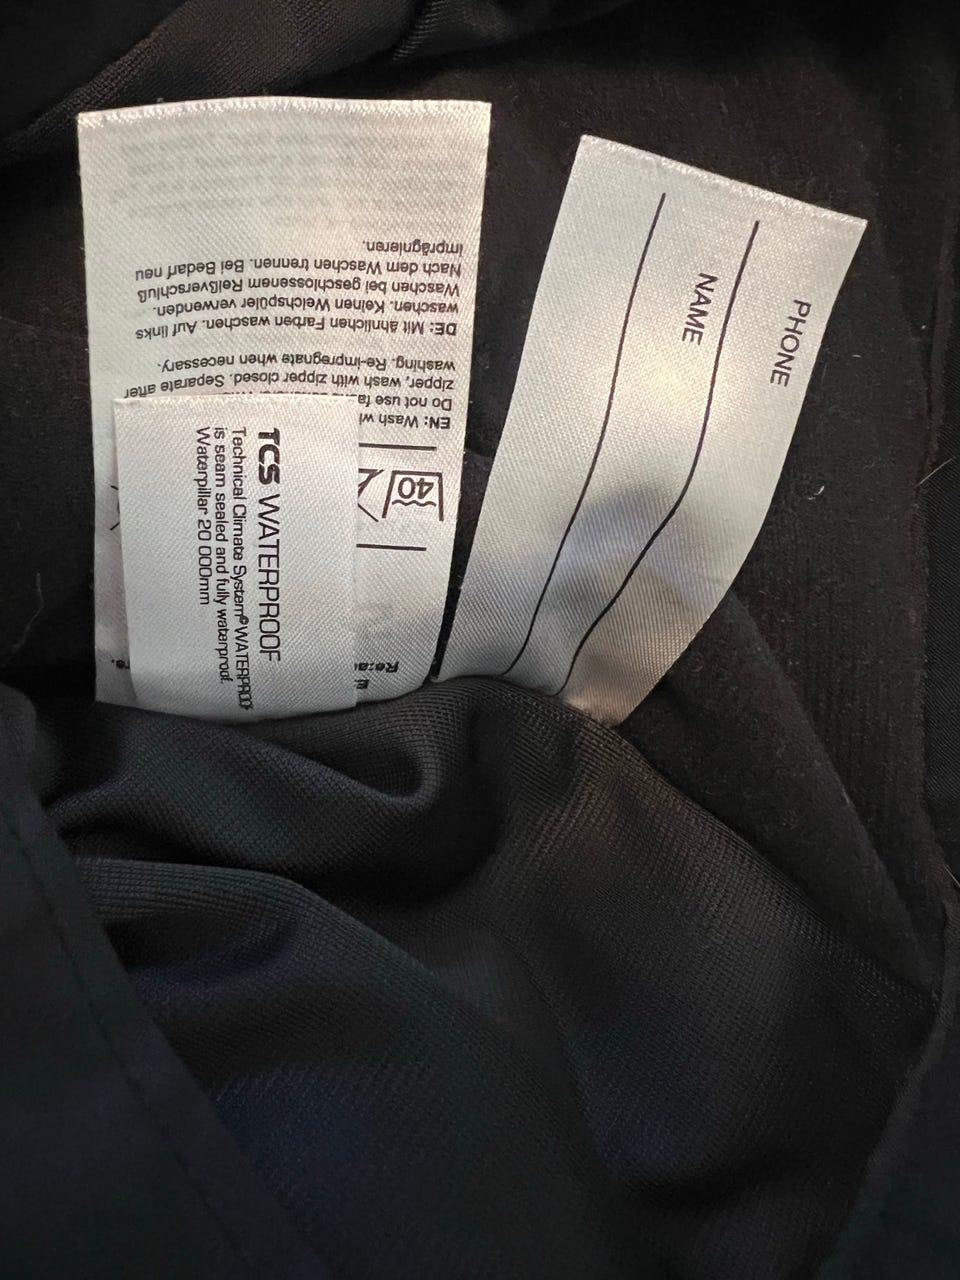 EN: Wash wi
Do not use fa
zipper, wash with zipper closed. Separate after
washing. Re-impregnate when necessary.
DE: Mit ähnlichen Farben waschen. Auf links
waschen. Keinen Weichspüler verwenden.
Waschen bei geschlossenem Reißverschluß
Nach dem Waschen trennen. Bei Bedarf neu
imprägnieren.
40
TCS WATERPROOF
Technical Climate System® WATERPROOF
is seam sealed and fully waterproof.
Waterpillar 20 000mm
NAME
PHONE